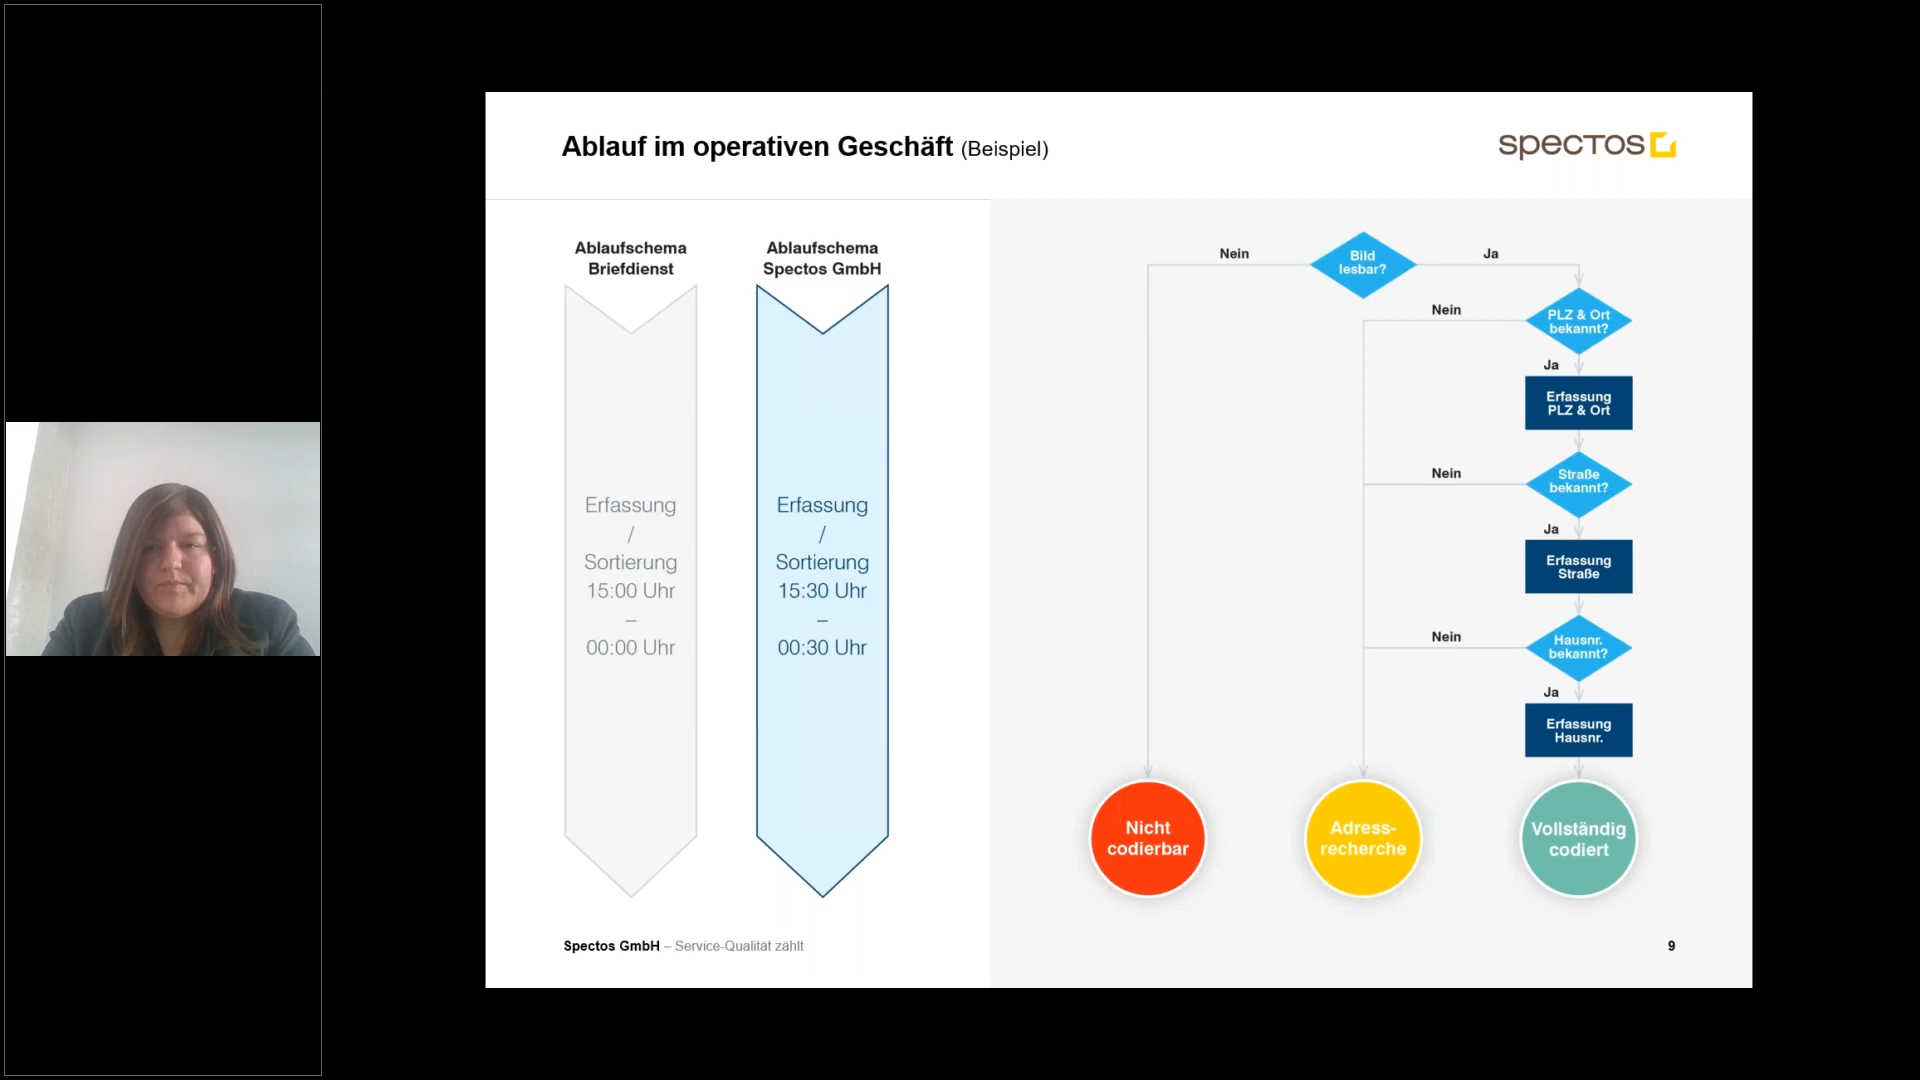 Ablauf im operativen Geschäft (Beispiel)
spectos
Ablaufschema
Briefdienst
Erfassung
/
Sortierung
15:00 Uhr
–
00:00 Uhr
Ablaufschema
Spectos GmbH
Erfassung
/
Sortierung
15:30 Uhr
–
00:30 Uhr
Nein
Bild
lesbar?
Ja
Nein
PLZ & Ort
bekannt?
Ja
Erfassung
PLZ & Ort
Nein
Straße
bekannt?
Ja
Erfassung
Straße
Nein
Hausnr.
bekannt?
Ja
Erfassung
Hausnr.
Nicht
codierbar
Adress-
recherche
Vollständig
codiert
Spectos GmbH – Service-Qualität zählt
9